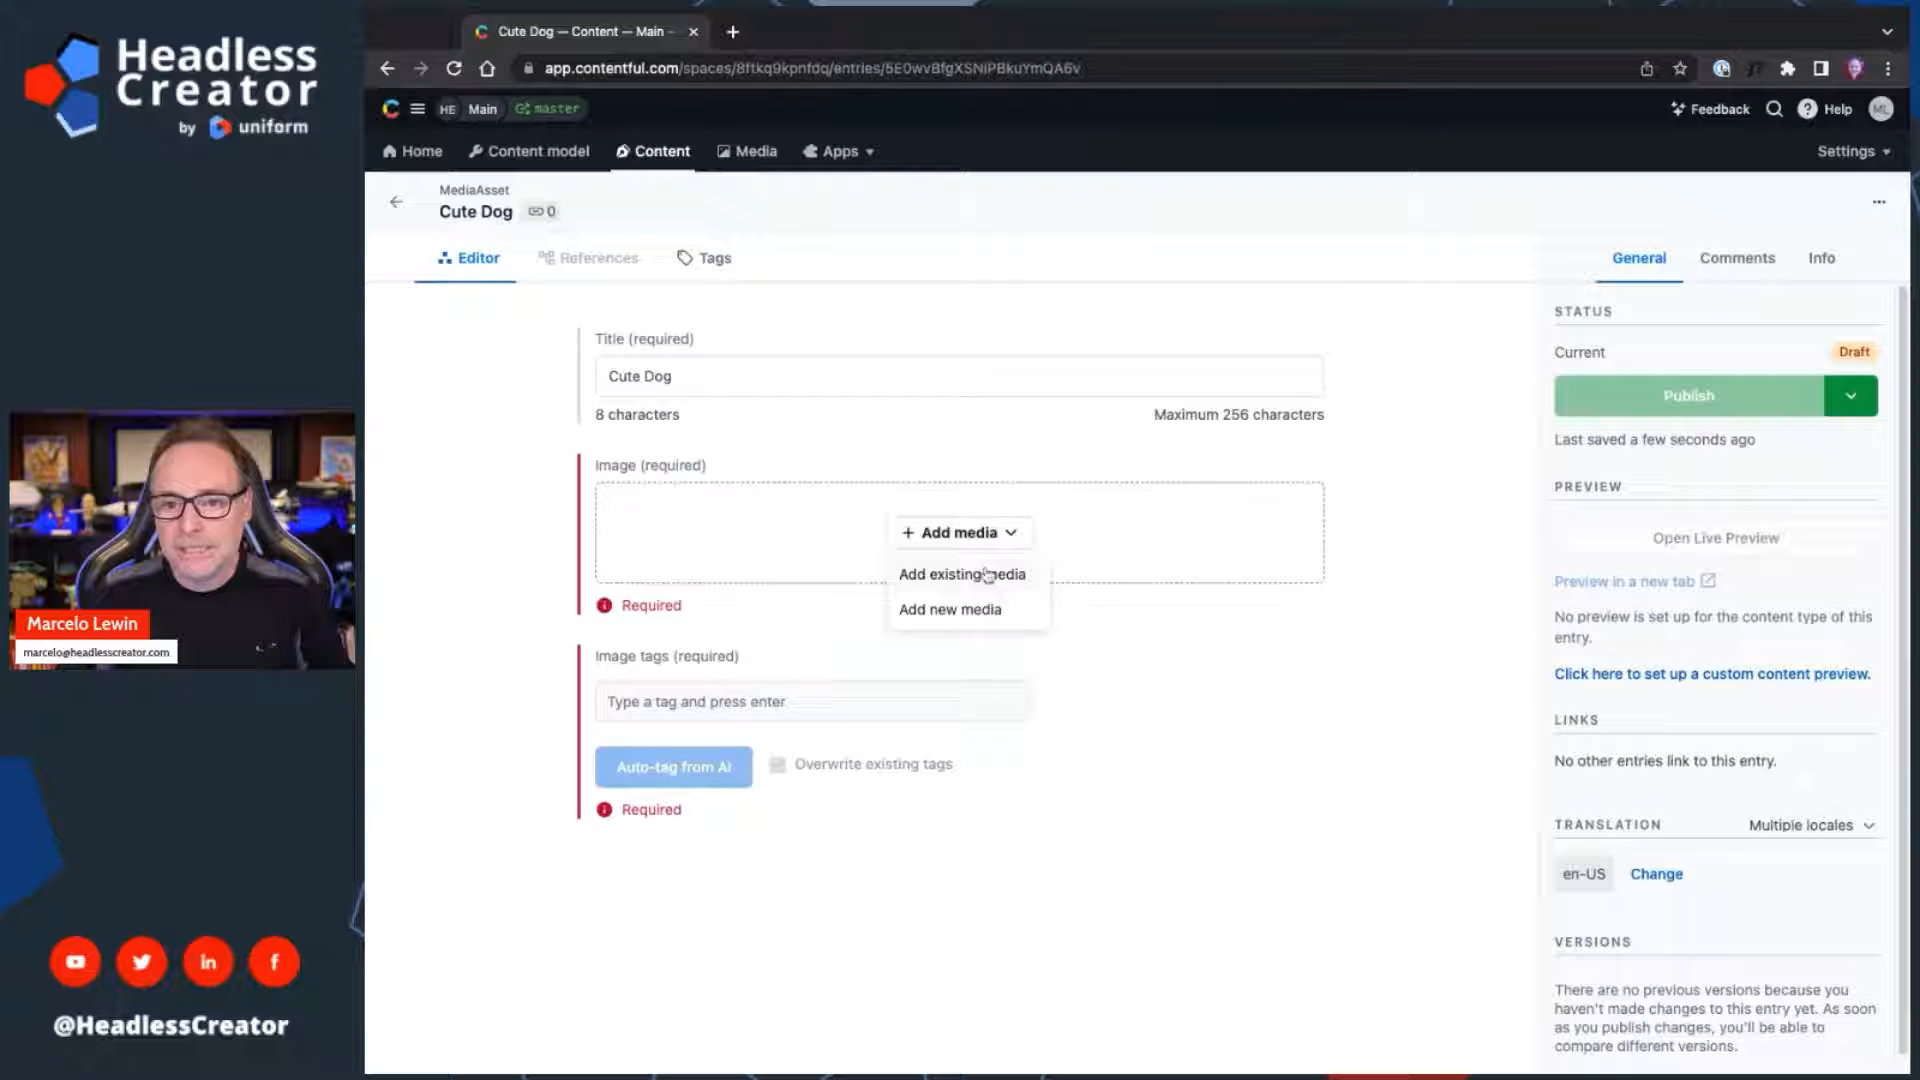 Headless
Creator
by uniform
Marcelo Lewin
marcelo@headlesscreator.com
@HeadlessCreator
Cute Dog — Content — Main –
app.contentful.com/spaces/8ftkq9kpnfdq/entries/5E0wvBfgXSNiPBkuYmQA6v
HE Main master
Feedback Help ML
Home Content model Content Media Apps Settings
MediaAsset
Cute Dog 0
Editor References Tags
General Comments Info
Title (required)
Cute Dog
8 characters Maximum 256 characters
Image (required)
+ Add media
Add existing media
Add new media
Required
Image tags (required)
Type a tag and press enter
Auto-tag from AI Overwrite existing tags
Required
STATUS
Current Draft
Publish
Last saved a few seconds ago
PREVIEW
Open Live Preview
Preview in a new tab
No preview is set up for the content type of this
entry.
Click here to set up a custom content preview.
LINKS
No other entries link to this entry.
TRANSLATION Multiple locales
en-US Change
VERSIONS
There are no previous versions because you
haven't made changes to this entry yet. As soon
as you publish changes, you'll be able to
compare different versions.